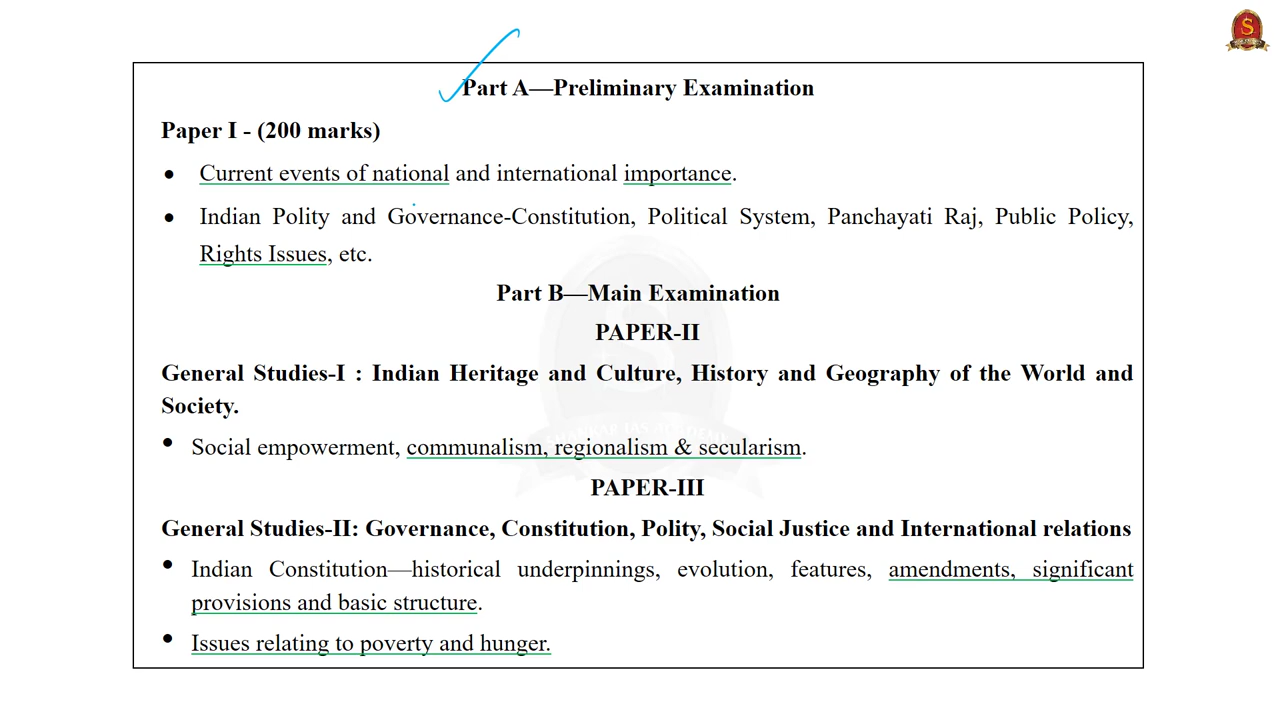 Part A—Preliminary Examination
Paper I - (200 marks)
● Current events of national and international importance.
● Indian Polity and Governance-Constitution, Political System, Panchayati Raj, Public Policy,
Rights Issues, etc.
Part B—Main Examination
PAPER-II
General Studies-I : Indian Heritage and Culture, History and Geography of the World and
Society.
● Social empowerment, communalism, regionalism & secularism.
PAPER-III
General Studies-II: Governance, Constitution, Polity, Social Justice and International relations
● Indian Constitution—historical underpinnings, evolution, features, amendments, significant
provisions and basic structure.
● Issues relating to poverty and hunger.
S
SHANKAR IAS ACADEMY